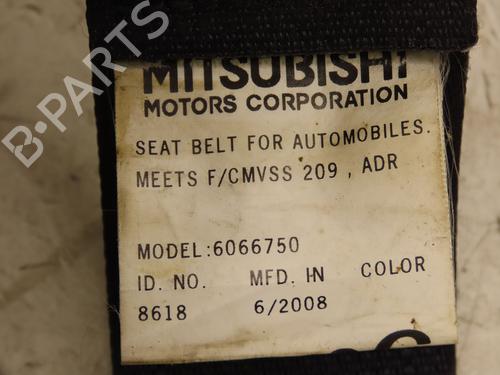 MITSUBISHI
MOTORS CORPORATION
SEAT BELT FOR AUTOMOBILES.
MEETS F/CMVSS 209 , ADR
MODEL:6066750
ID. NO. MFD. IN COLOR
8618 6/2008
B-Parts